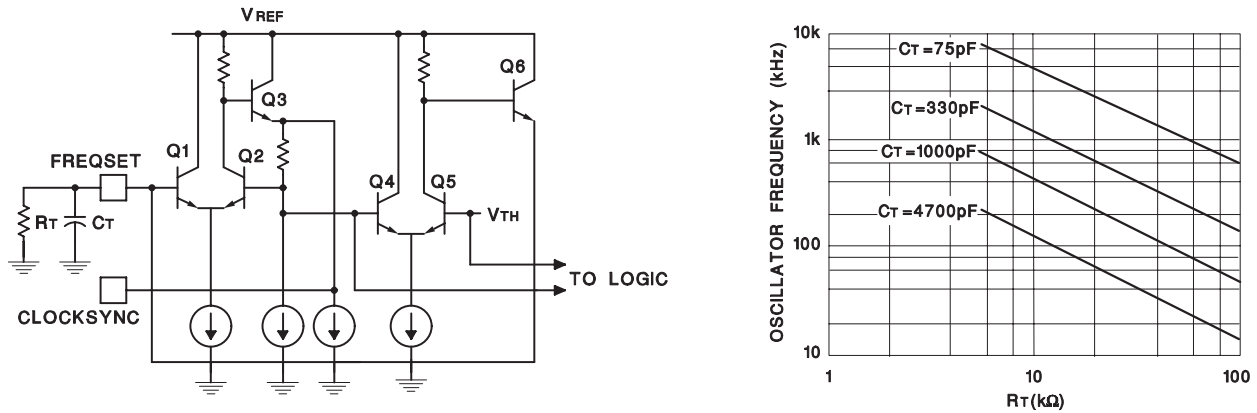 VREF
Q6
Q3
Q1
Q2
FREQSET
Q4
Q5
RT
CT
VTH
TO LOGIC
CLOCKSYNC
OSCILLATOR FREQUENCY (kHz)
10k
1k
100
10
CT=75pF
CT=330pF
CT=1000pF
CT=4700pF
1
10
100
RT(kΩ)